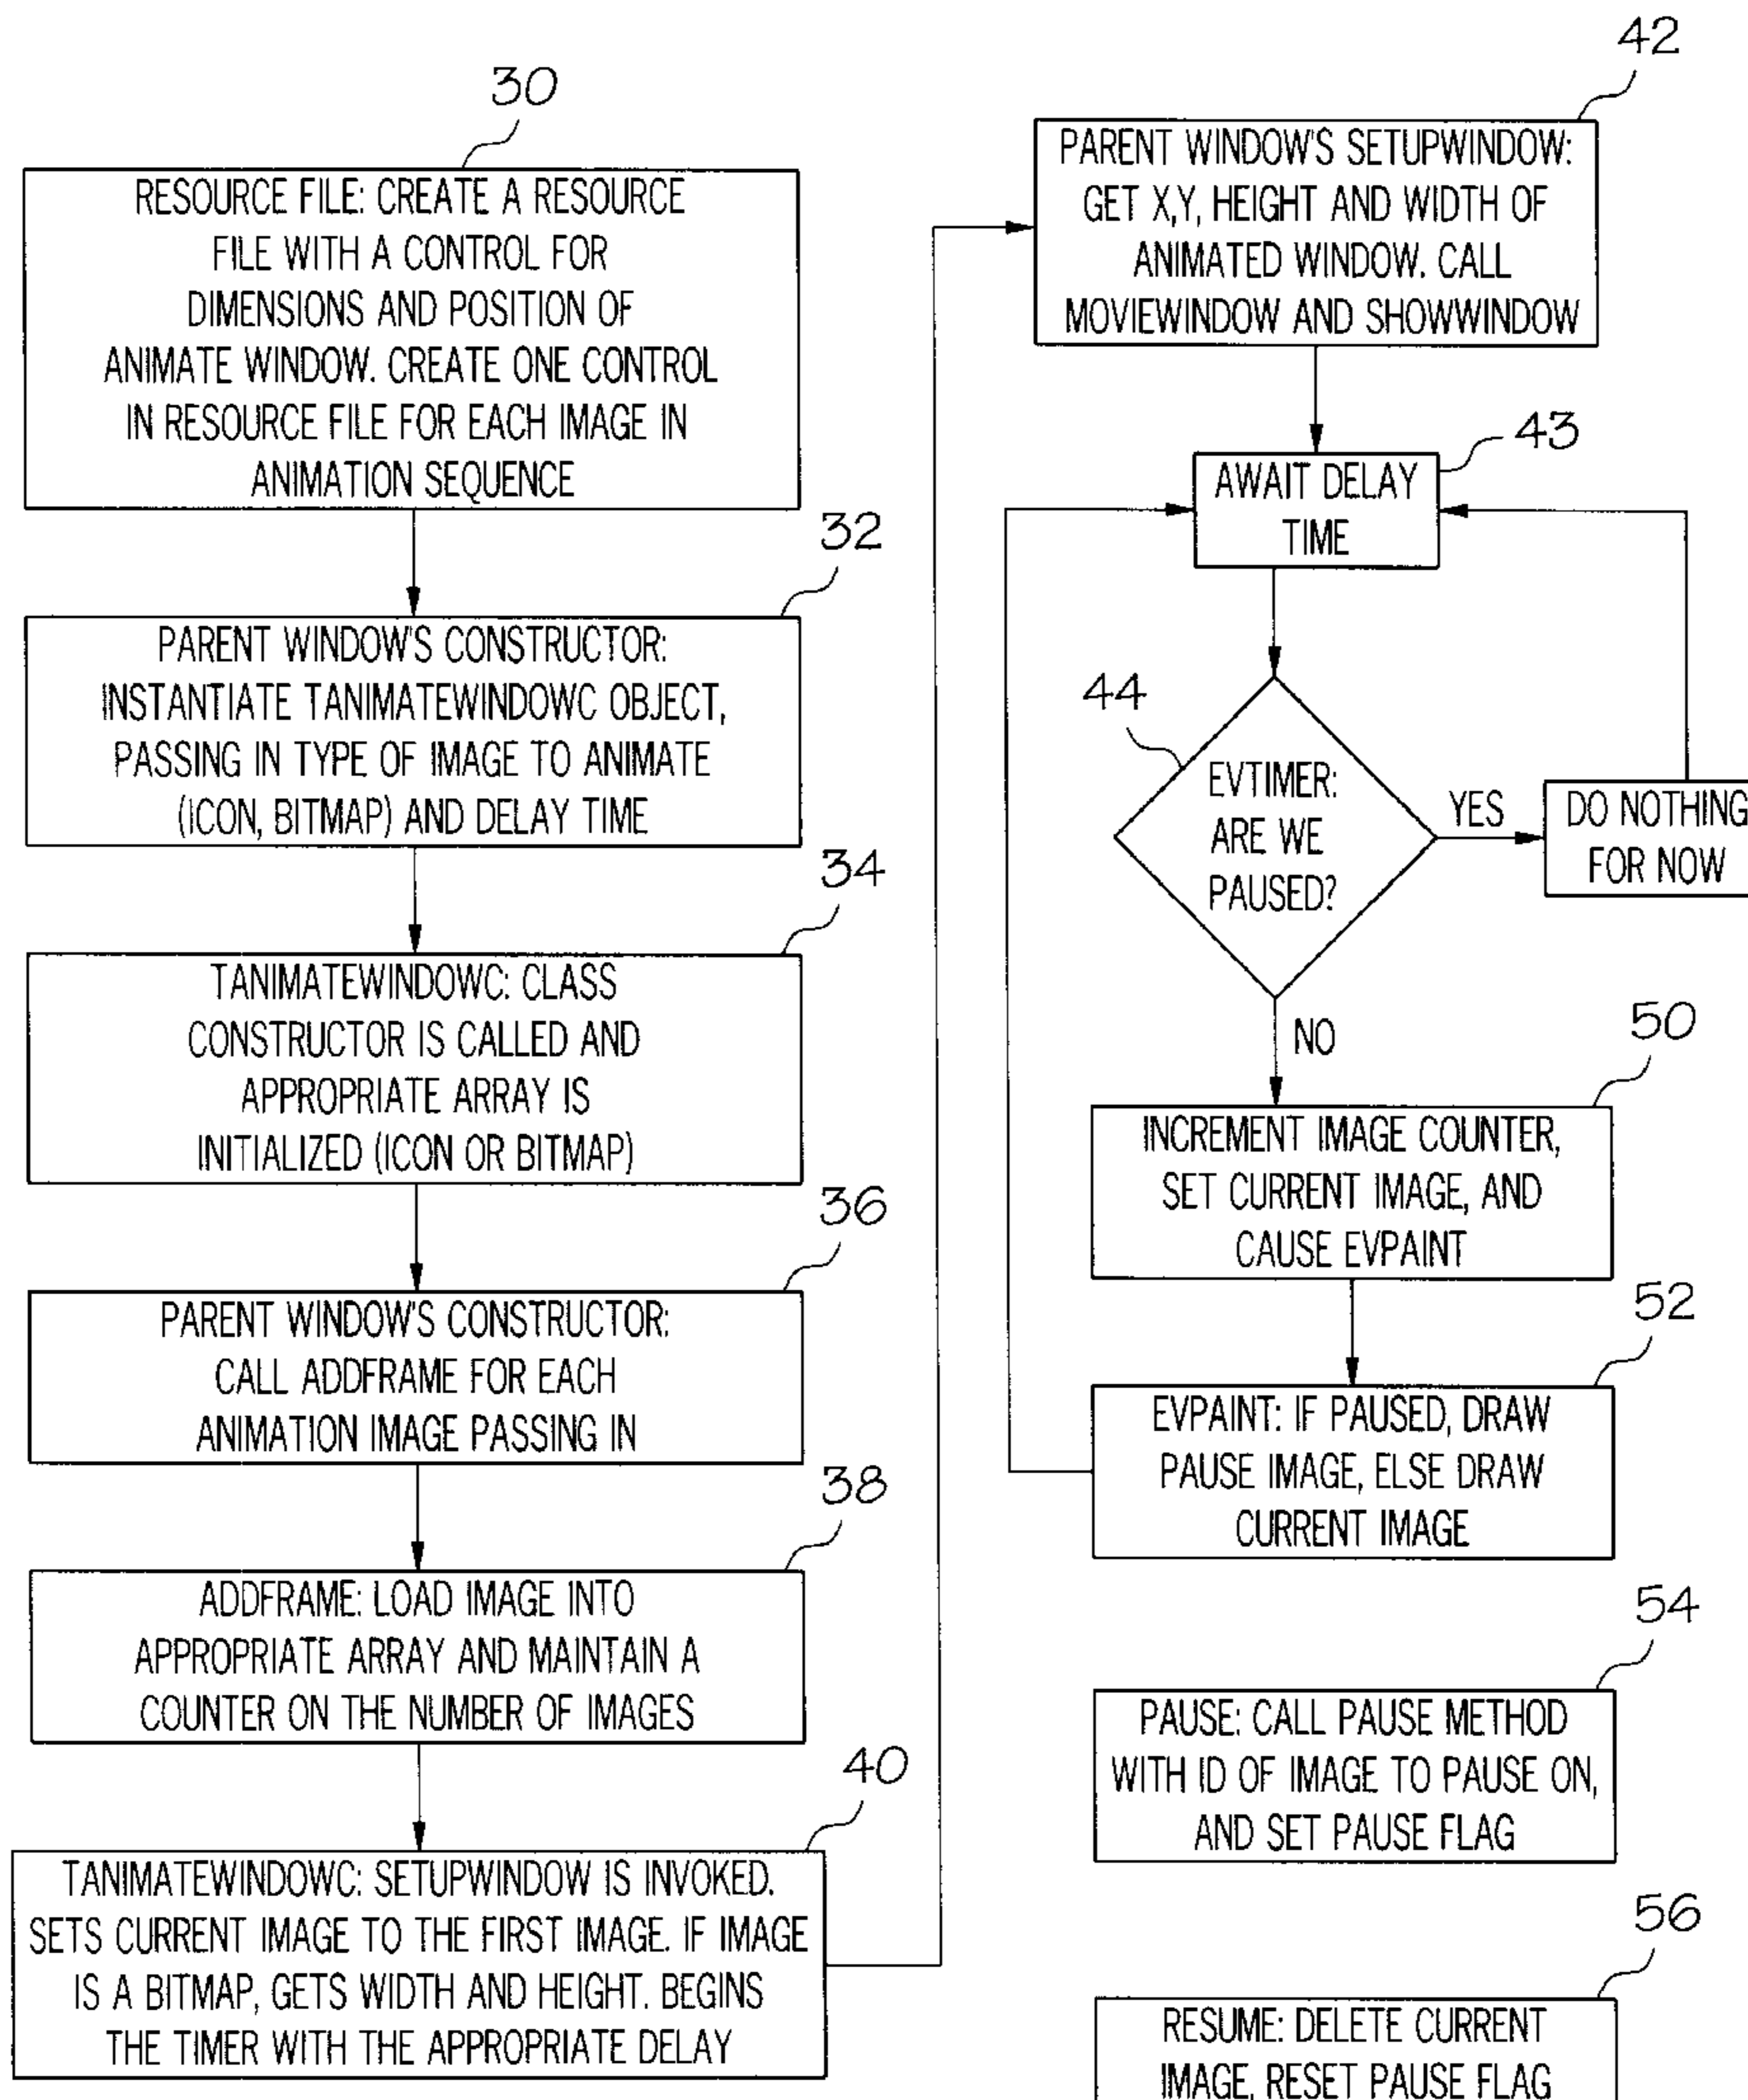 30
RESOURCE FILE: CREATE A RESOURCE
FILE WITH A CONTROL FOR
DIMENSIONS AND POSITION OF
ANIMATE WINDOW. CREATE ONE CONTROL
IN RESOURCE FILE FOR EACH IMAGE IN
ANIMATION SEQUENCE
32
PARENT WINDOW'S CONSTRUCTOR:
INSTANTIATE TANIMATEWINDOWC OBJECT,
PASSING IN TYPE OF IMAGE TO ANIMATE
(ICON, BITMAP) AND DELAY TIME
34
TANIMATEWINDOWC: CLASS
CONSTRUCTOR IS CALLED AND
APPROPRIATE ARRAY IS
INITIALIZED (ICON OR BITMAP)
36
PARENT WINDOW'S CONSTRUCTOR:
CALL ADDFRAME FOR EACH
ANIMATION IMAGE PASSING IN
38
ADDFRAME: LOAD IMAGE INTO
APPROPRIATE ARRAY AND MAINTAIN A
COUNTER ON THE NUMBER OF IMAGES
40
TANIMATEWINDOWC: SETUPWINDOW IS INVOKED.
SETS CURRENT IMAGE TO THE FIRST IMAGE. IF IMAGE
IS A BITMAP, GETS WIDTH AND HEIGHT. BEGINS
THE TIMER WITH THE APPROPRIATE DELAY
42
PARENT WINDOW'S SETUPWINDOW:
GET X,Y, HEIGHT AND WIDTH OF
ANIMATED WINDOW. CALL
MOVIEWINDOW AND SHOWWINDOW
43
AWAIT DELAY
TIME
44
EVTIMER:
ARE WE
PAUSED?
YES
DO NOTHING
FOR NOW
NO
50
INCREMENT IMAGE COUNTER,
SET CURRENT IMAGE, AND
CAUSE EVPAINT
52
EVPAINT: IF PAUSED, DRAW
PAUSE IMAGE, ELSE DRAW
CURRENT IMAGE
54
PAUSE: CALL PAUSE METHOD
WITH ID OF IMAGE TO PAUSE ON,
AND SET PAUSE FLAG
56
RESUME: DELETE CURRENT
IMAGE, RESET PAUSE FLAG